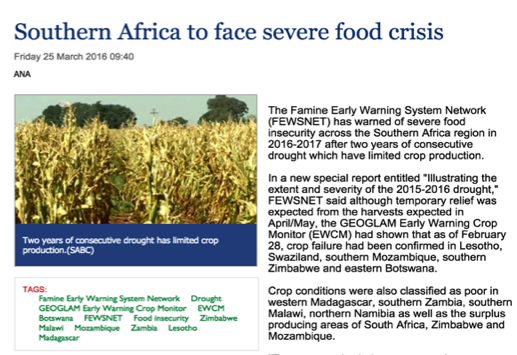 Southern Africa to face severe food crisis
Friday 25 March 2016 09:40
ANA
The Famine Early Warning System Network
(FEWSNET) has warned of severe food
insecurity across the Southern Africa region in
2016-2017 after two years of consecutive
drought which have limited crop production.
In a new special report entitled "Illustrating the
extent and severity of the 2015-2016 drought,"
FEWSNET said although temporary relief was
expected from the harvests expected in
April/May, the GEOGLAM Early Warning Crop
Monitor (EWCM) had shown that as of February
28, crop failure had been confirmed in Lesotho,
Swaziland, southern Mozambique, southern
Zimbabwe and eastern Botswana.
Crop conditions were also classified as poor in
western Madagascar, southern Zambia, southern
Malawi, northern Namibia as well as the surplus
producing areas of South Africa, Zimbabwe and
Mozambique.
Two years of consecutive drought has limited crop
production.(SABC)
TAGS:
Famine Early Warning System Network Drought
GEOGLAM Early Warning Crop Monitor EWCM
Botswana FEWSNET Food insecurity Zimbabwe
Malawi Mozambique Zambia Lesotho
Madagascar